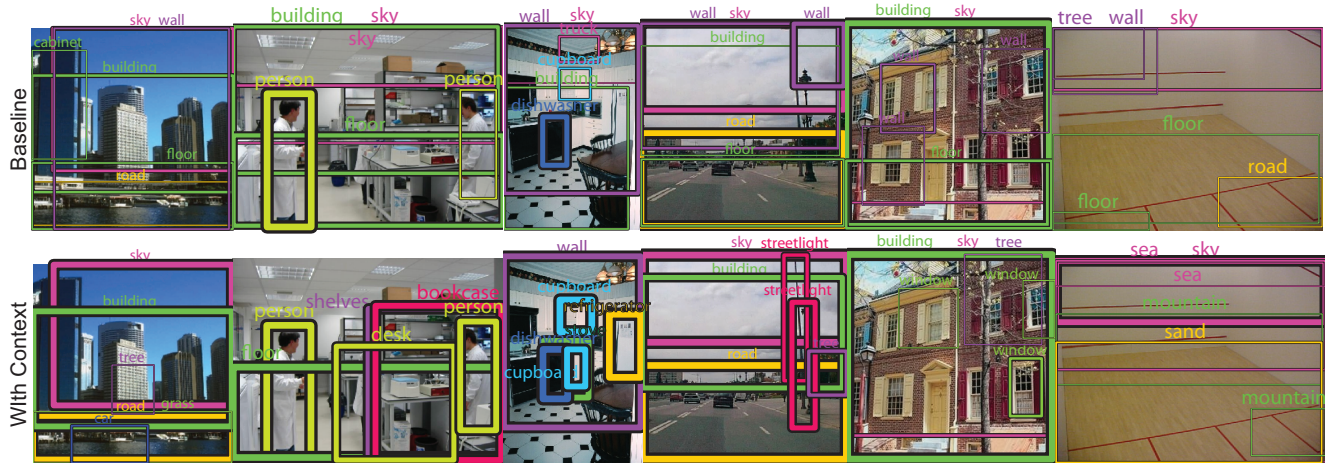 Baseline
sky wall
cabinet
building
floor
road
building sky
sky
person
person
floor
wall sky
truck
cupboard
building
dishwasher
wall sky wall
building
road
floor
building sky
wall
wall
wall
floor
tree wall sky
floor
road
floor
With Context
sky
building
tree
road grass
car
shelves bookcase
person
person
desk
floor
wall
cupboard
refrigerator
stove
dishwasher
cupboard
sky streetlight
building
streetlight
road
tree
building sky tree
window
window
window
sea sky
sea
mountain
sand
mountain